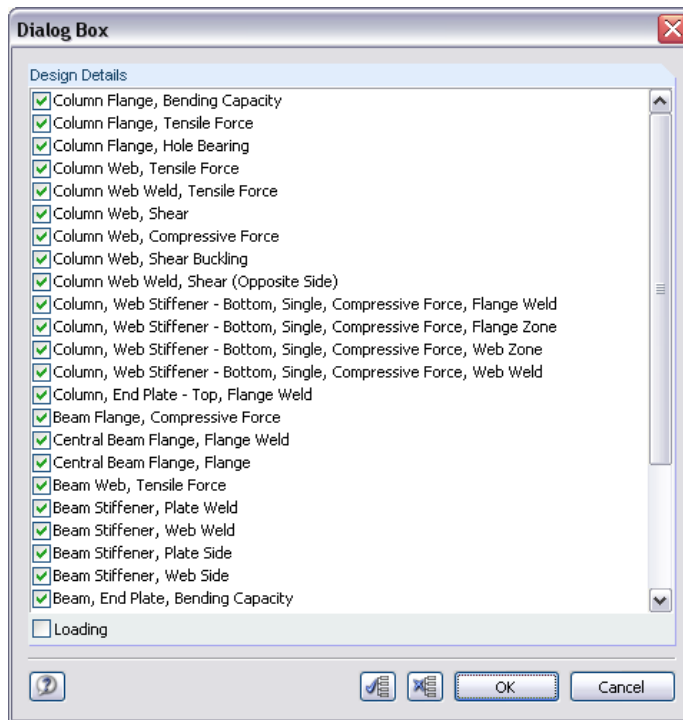 Dialog Box
Design Details
Column Flange, Bending Capacity
Column Flange, Tensile Force
Column Flange, Hole Bearing
Column Web, Tensile Force
Column Web Weld, Tensile Force
Column Web, Shear
Column Web, Compressive Force
Column Web, Shear Buckling
Column Web Weld, Shear (Opposite Side)
Column, Web Stiffener - Bottom, Single, Compressive Force, Flange Weld
Column, Web Stiffener - Bottom, Single, Compressive Force, Flange Zone
Column, Web Stiffener - Bottom, Single, Compressive Force, Web Zone
Column, Web Stiffener - Bottom, Single, Compressive Force, Web Weld
Column, End Plate - Top, Flange Weld
Beam Flange, Compressive Force
Central Beam Flange, Flange Weld
Central Beam Flange, Flange
Beam Web, Tensile Force
Beam Stiffener, Plate Weld
Beam Stiffener, Web Weld
Beam Stiffener, Plate Side
Beam Stiffener, Web Side
Beam, End Plate, Bending Capacity
Loading
OK Cancel